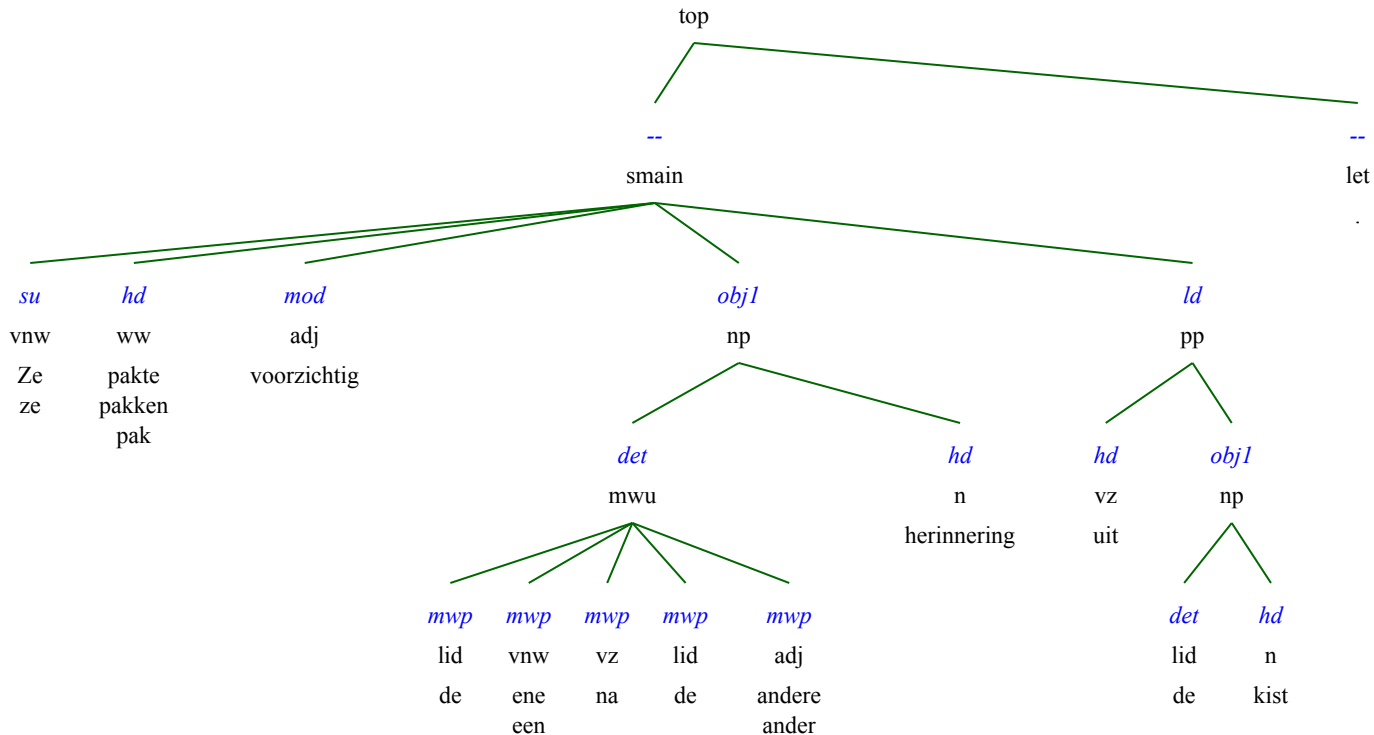 top
-- --
smain let
.
su hd mod obj1 ld
vnw ww adj np pp
Ze pakte voorzichtig
ze pakken
pak
det hd hd obj1
mwu n vz np
herinnering uit
mwp mwp mwp mwp mwp det hd
lid vnw vz lid adj lid n
de ene na de andere de kist
een ander